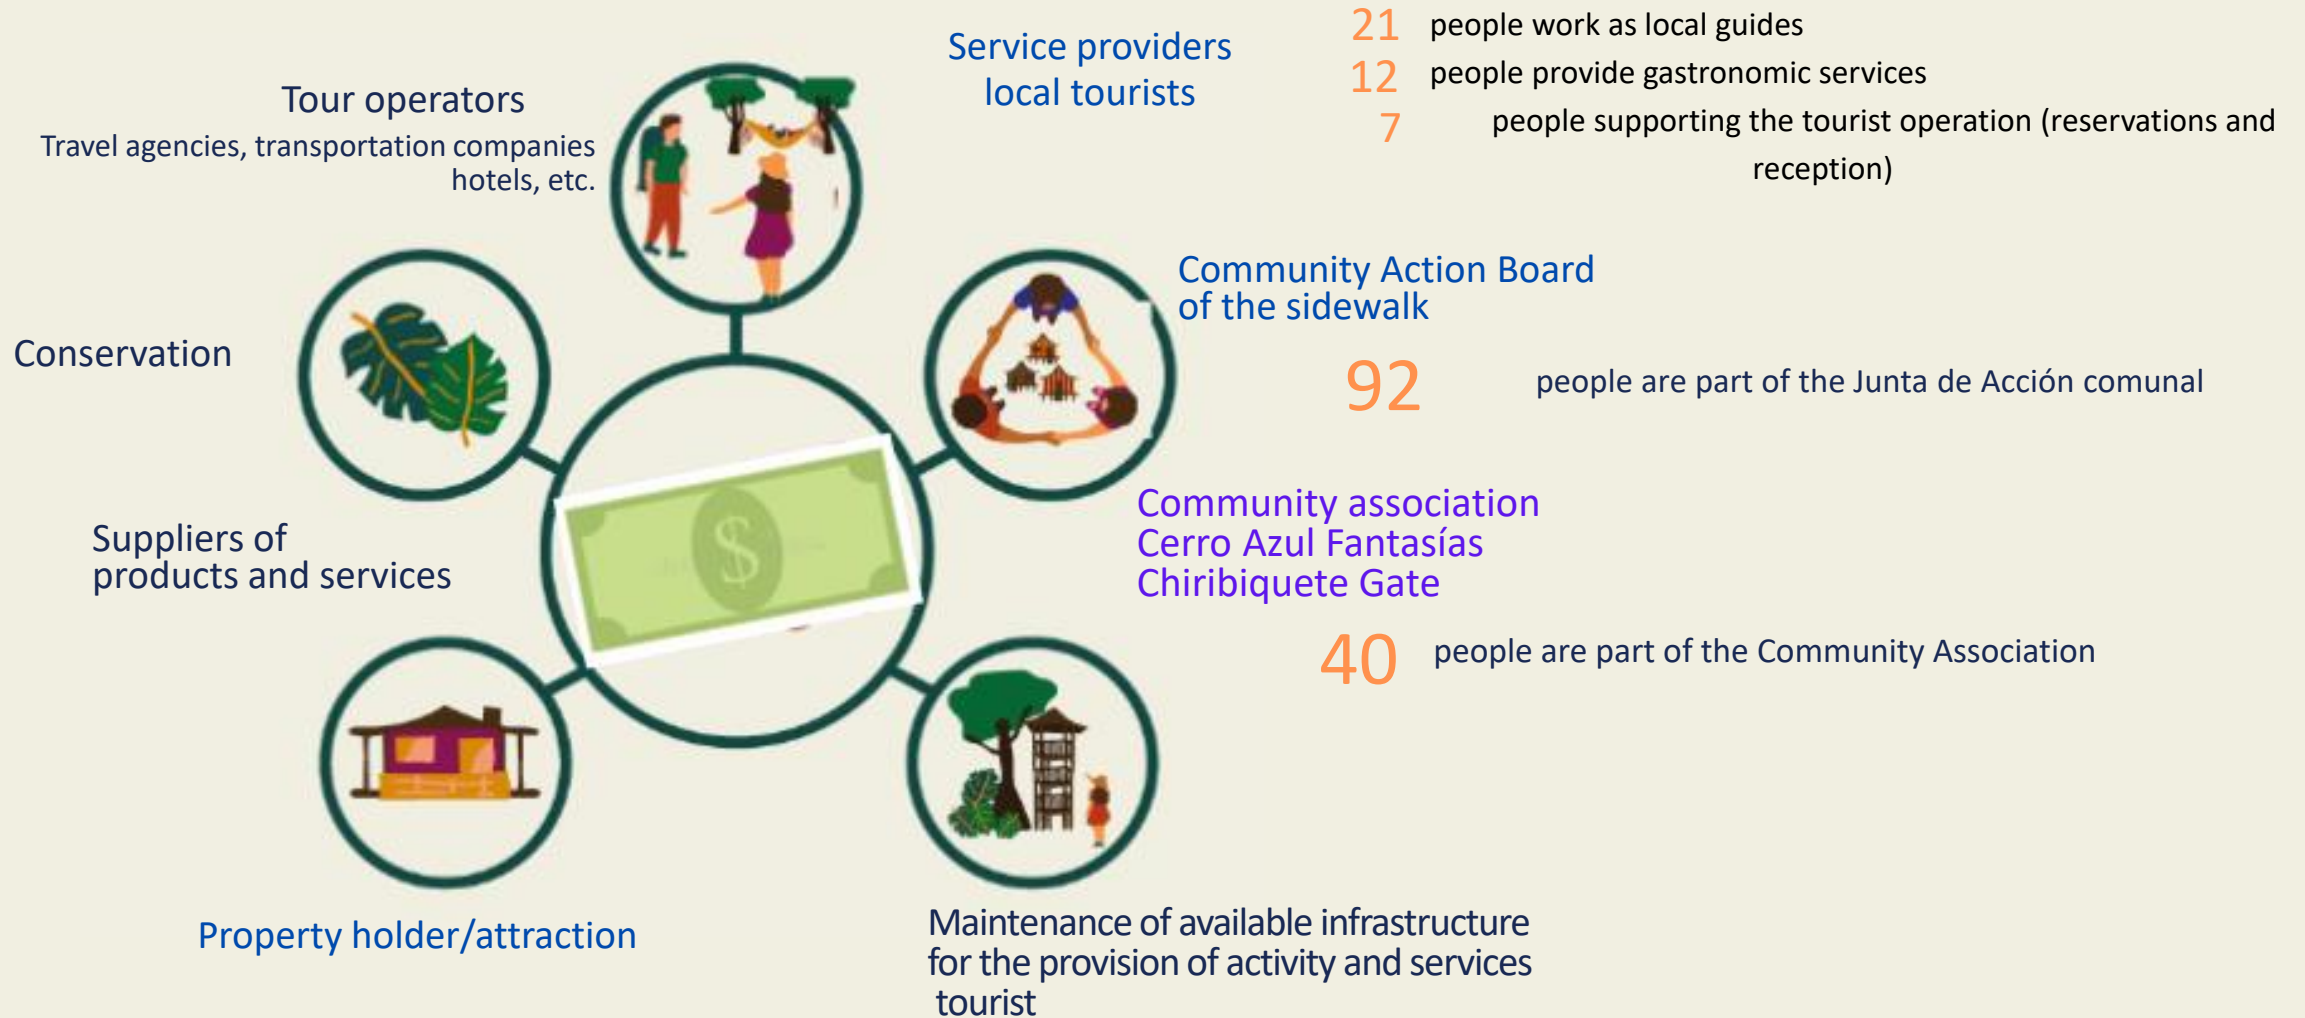 Service providers
local tourists
21 people work as local guides
12 people provide gastronomic services
7 people supporting the tourist operation (reservations and
reception)
Tour operators
Travel agencies, transportation companies
hotels, etc.
Community Action Board
of the sidewalk
92 people are part of the Junta de Acción comunal
Conservation
Community association
Cerro Azul Fantasías
Chiribiquete Gate
40 people are part of the Community Association
Suppliers of
products and services
$
Property holder/attraction
Maintenance of available infrastructure
for the provision of activity and services
tourist